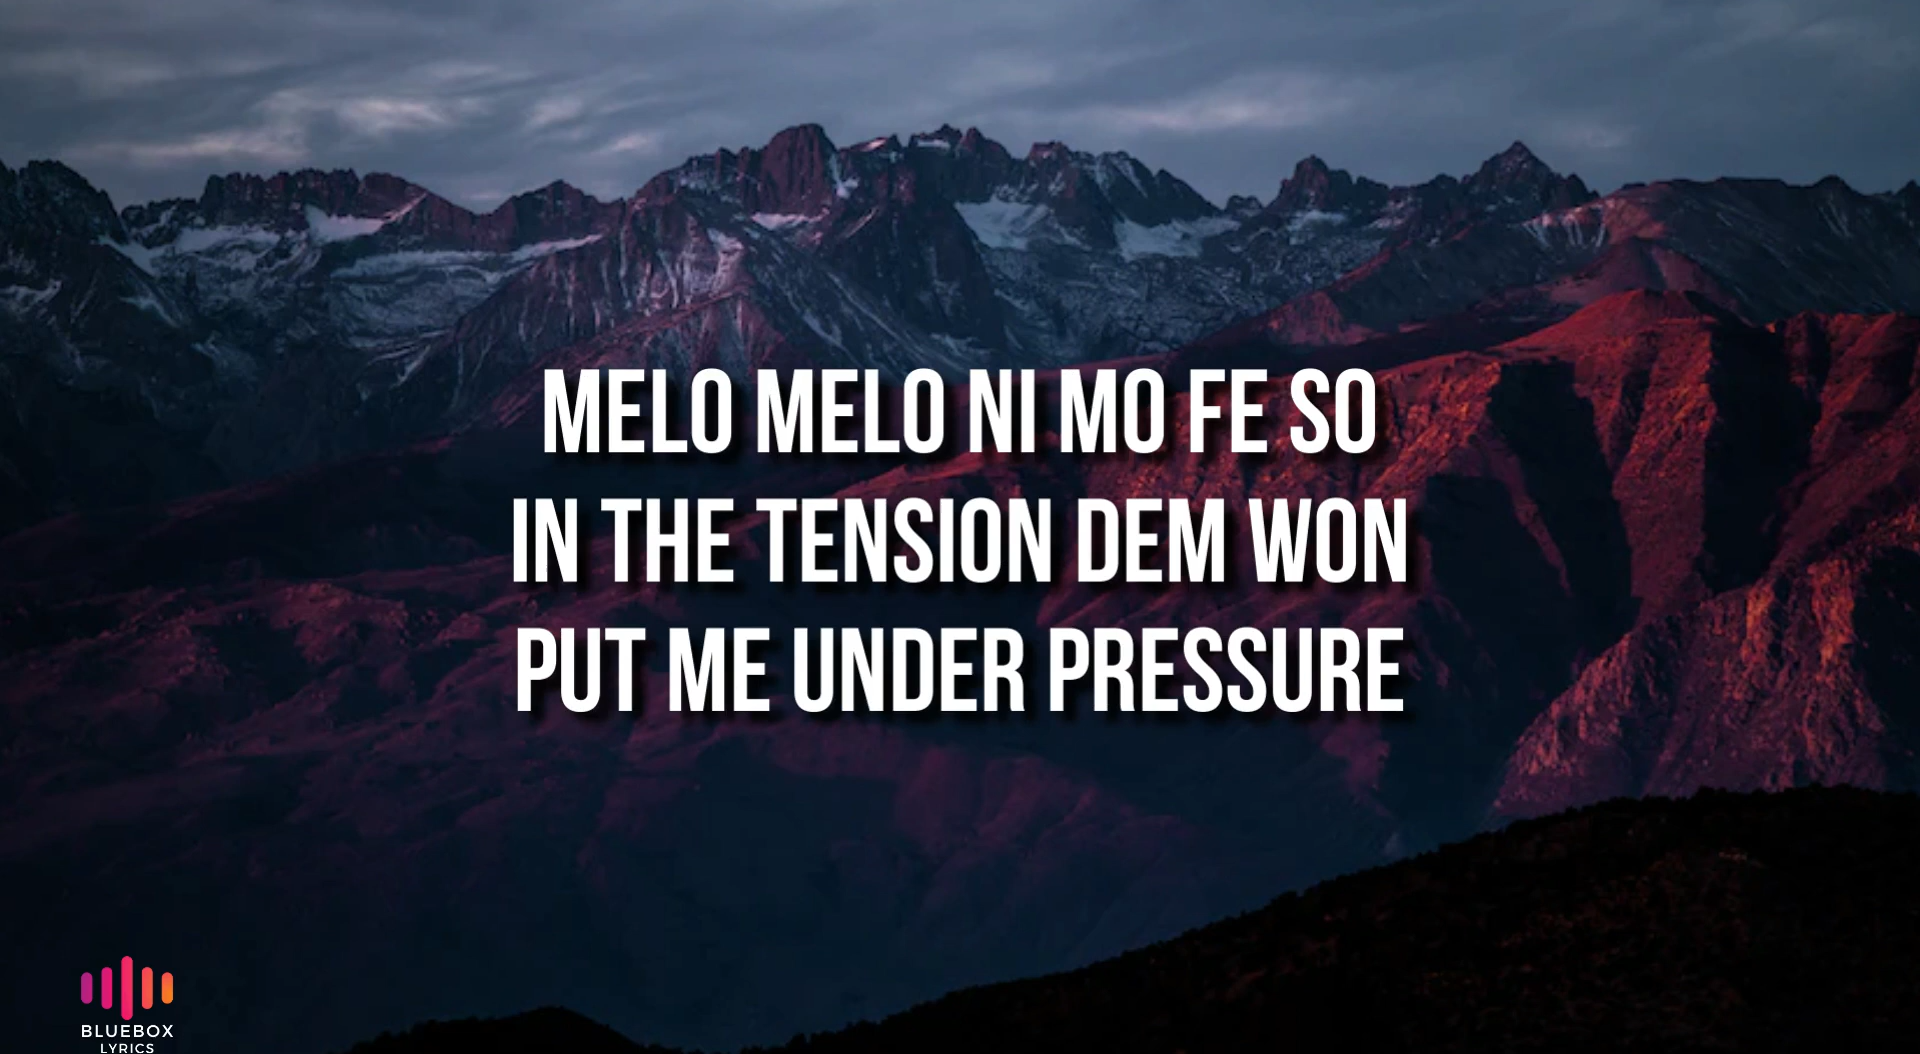 MELO MELO NI MO FE SO
IN THE TENSION DEM WON
PUT ME UNDER PRESSURE
BLUEBOX
LYRICS